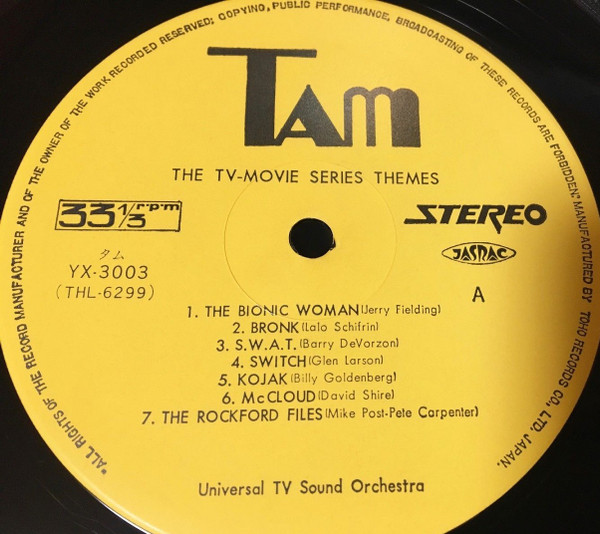 "ALL RIGHTS OF THE RECORD MANUFACTURER AND OF THE OWNER OF THE WORK RECORDED RESERVED; COPYING, PUBLIC PERFORMANCE, BROADCASTING OF THESE RECORDS ARE FORBIDDEN." MANUFACTURED BY TOHO RECORDS CO., LTD. JAPAN.
TAM
THE TV-MOVIE SERIES THEMES
33 1/3 rpm
STEREO
タム
YX-3003
(THL-6299)
JASRAC
A
1. THE BIONIC WOMAN (Jerry Fielding)
2. BRONK (Lalo Schifrin)
3. S.W.A.T. (Barry DeVorzon)
4. SWITCH (Glen Larson)
5. KOJAK (Billy Goldenberg)
6. McCLOUD (David Shire)
7. THE ROCKFORD FILES (Mike Post-Pete Carpenter)
Universal TV Sound Orchestra